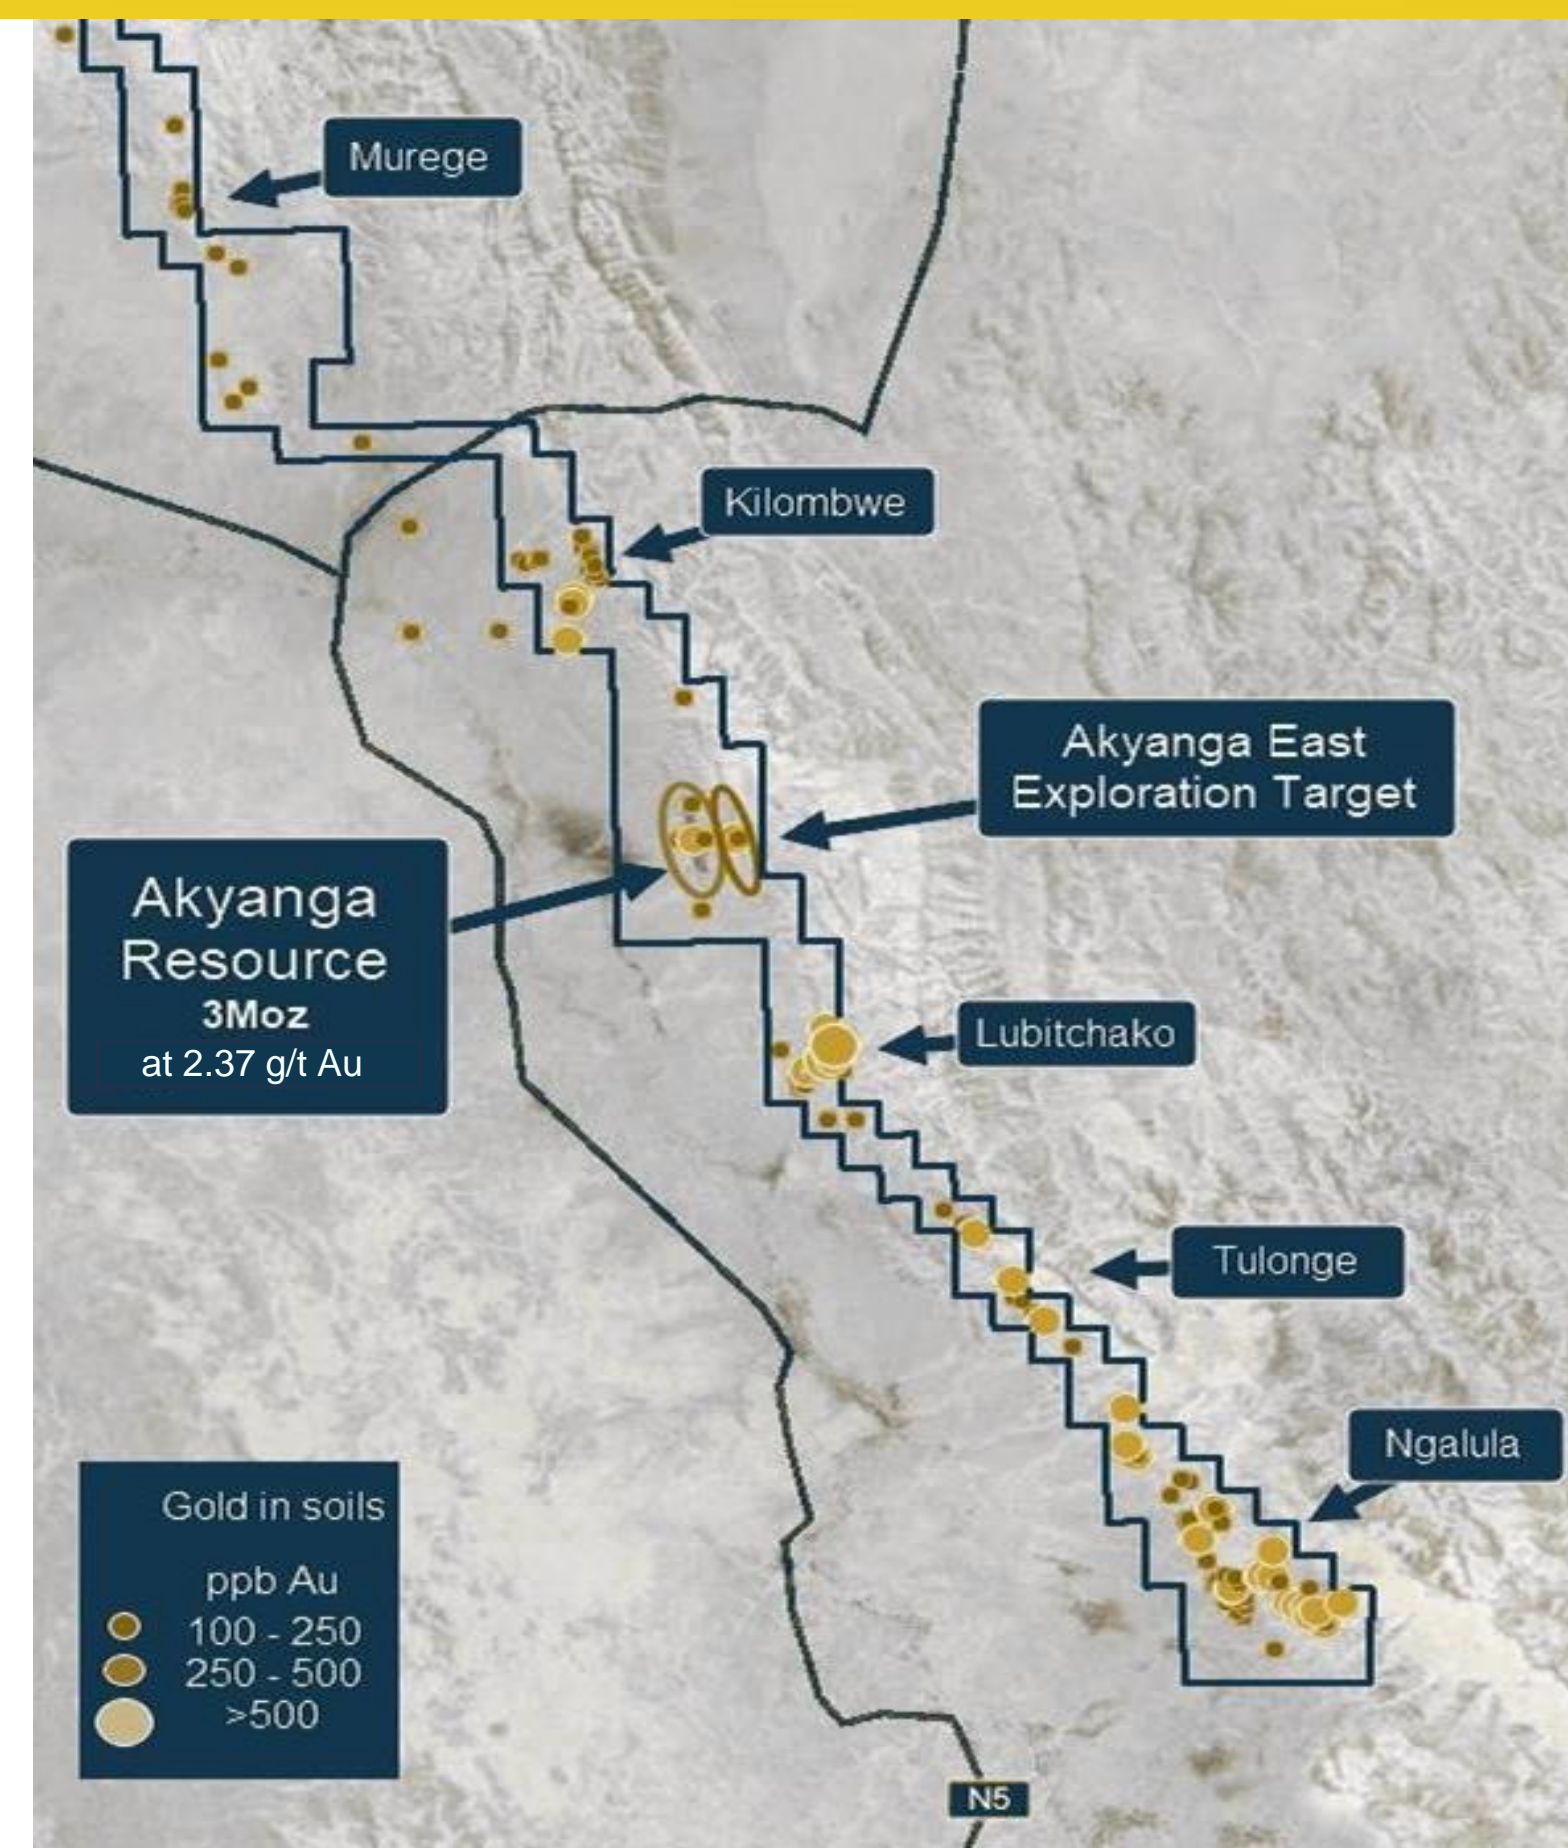 Murege
Kilombwe
Akyanga East
Exploration Target
Akyanga
Resource
3Moz
at 2.37 g/t Au
Lubitchako
Tulonge
Ngalula
Gold in soils
ppb Au
100 - 250
250 - 500
>500
N5